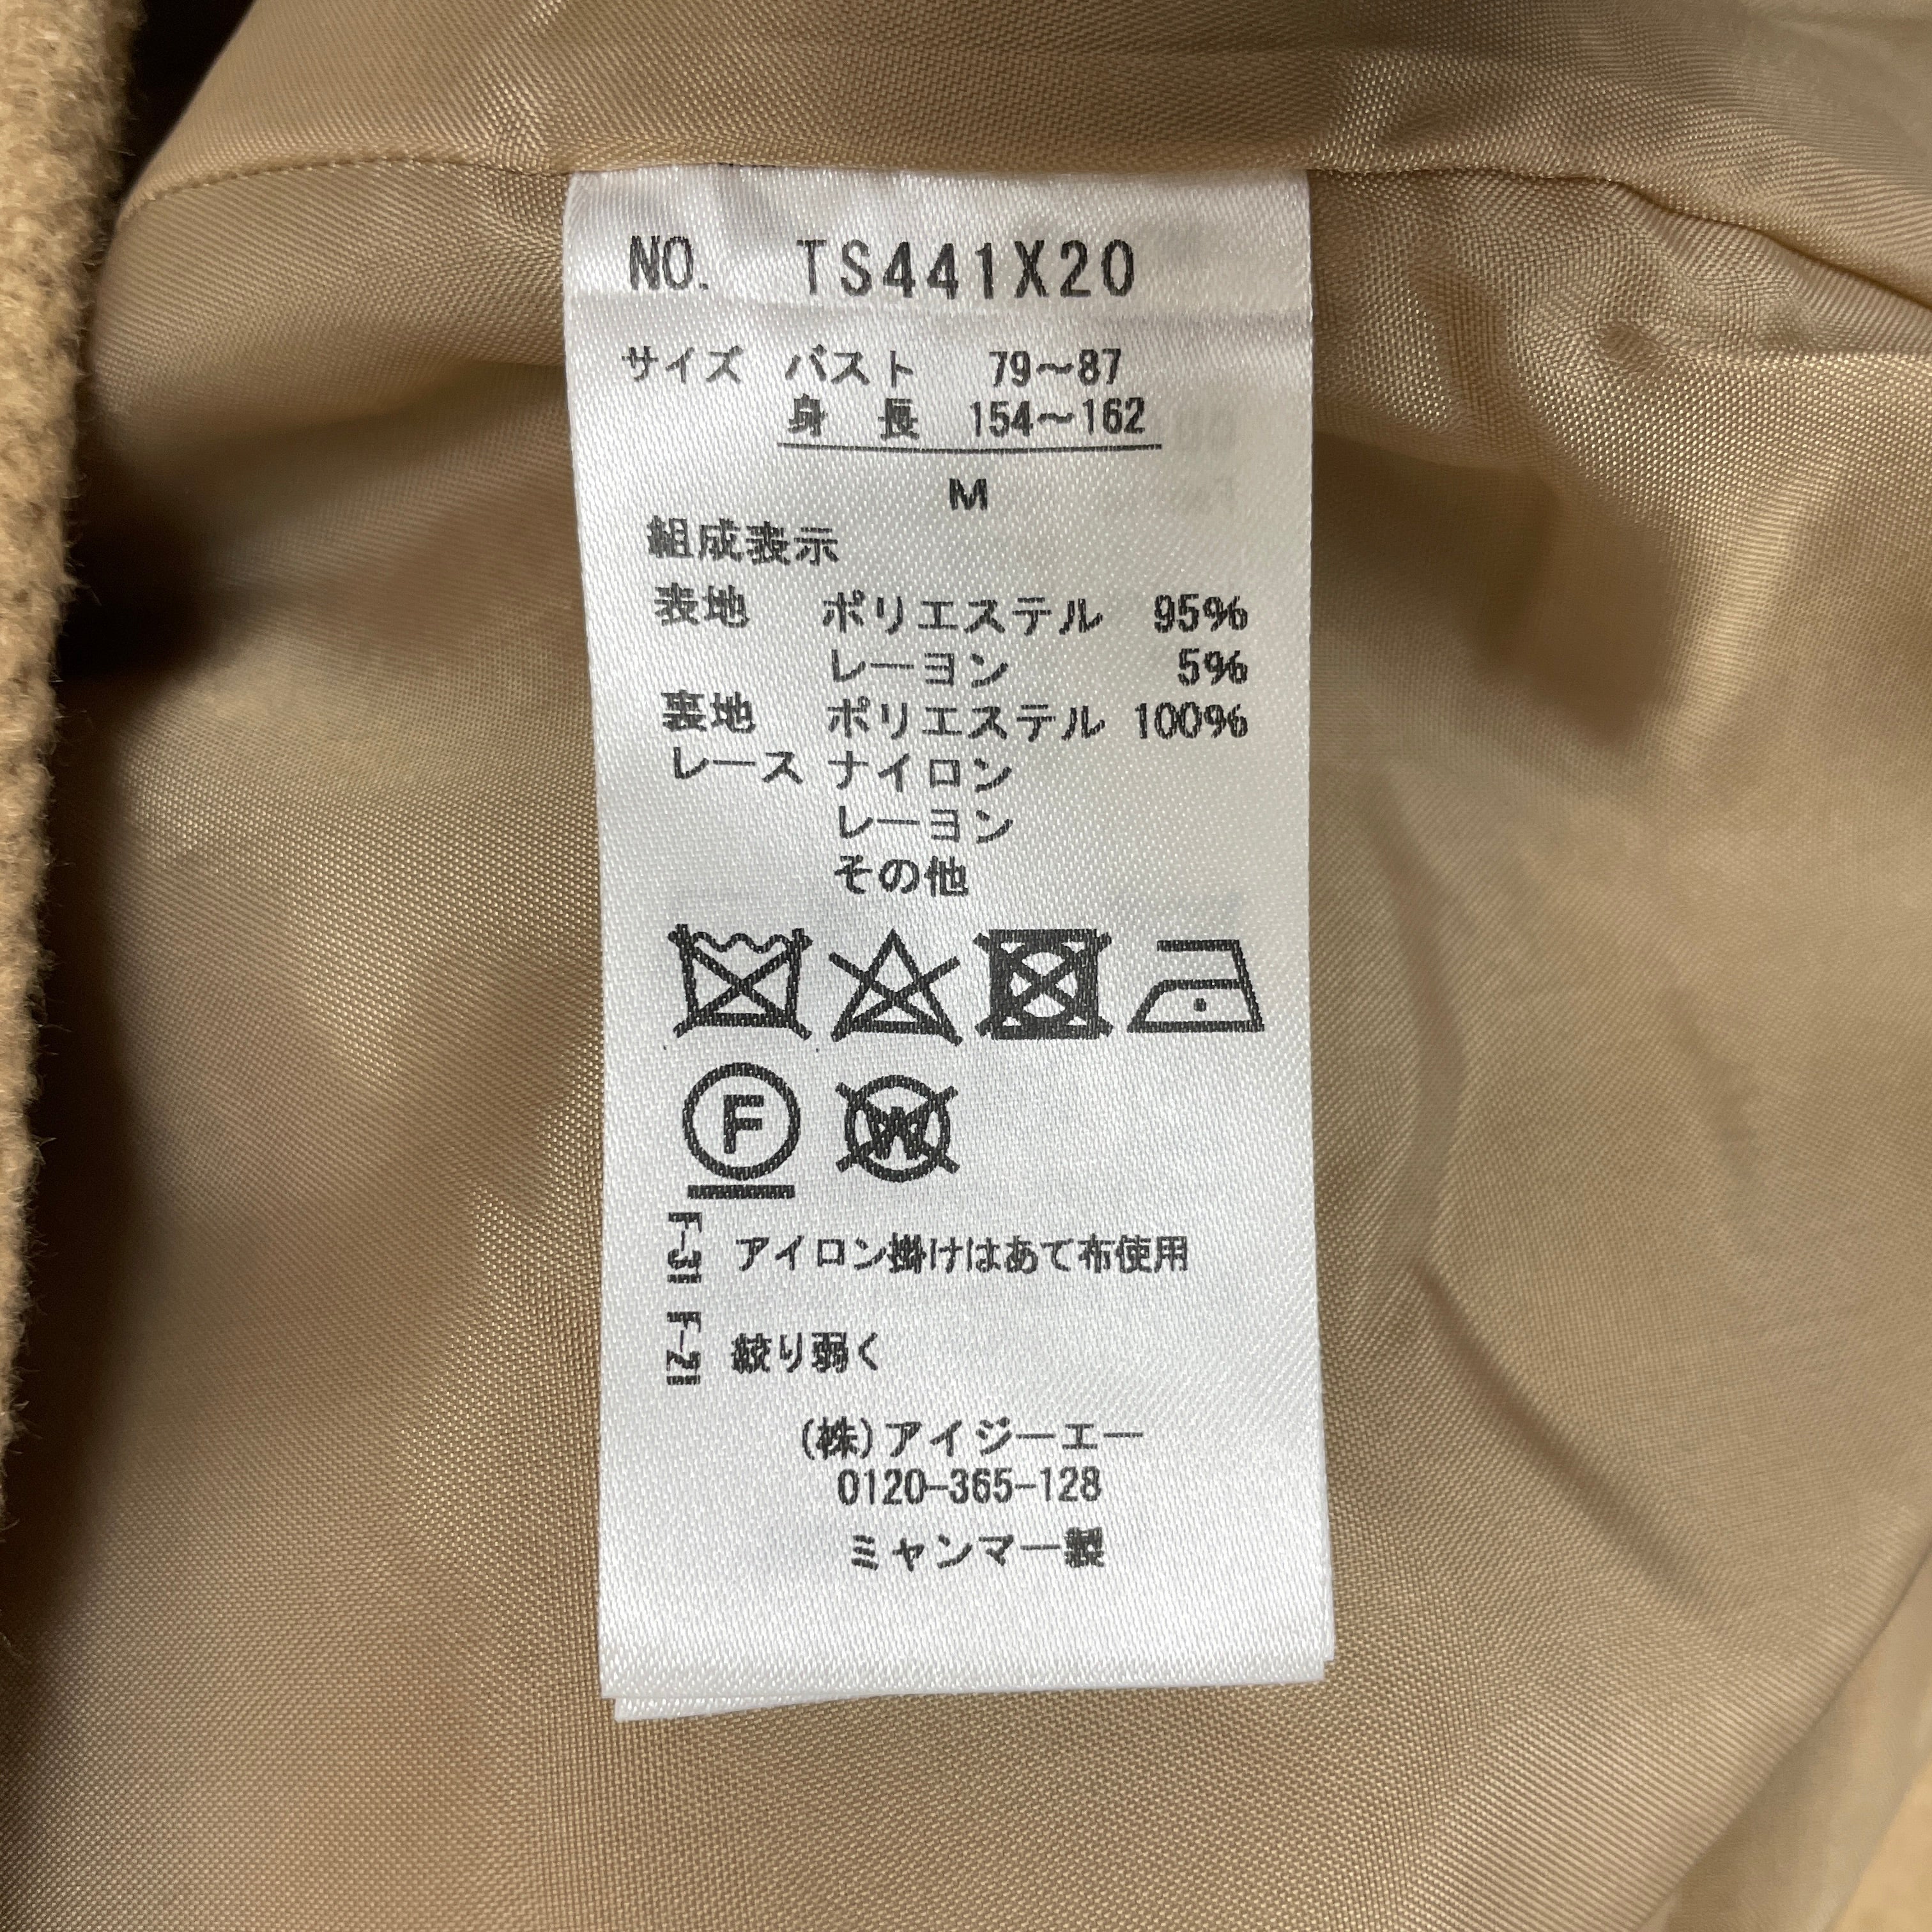 NO. TS441X20
サイズ バスト 79～87
身 長 154～162
M
組成表示
表地 ポリエステル 95%
レーヨン 5%
裏地 ポリエステル 100%
レース ナイロン
レーヨン
その他
F
W
F-31 アイロン掛けはあて布使用
F-21 絞り弱く
(株)アイジーエー
0120-365-128
ミャンマー製